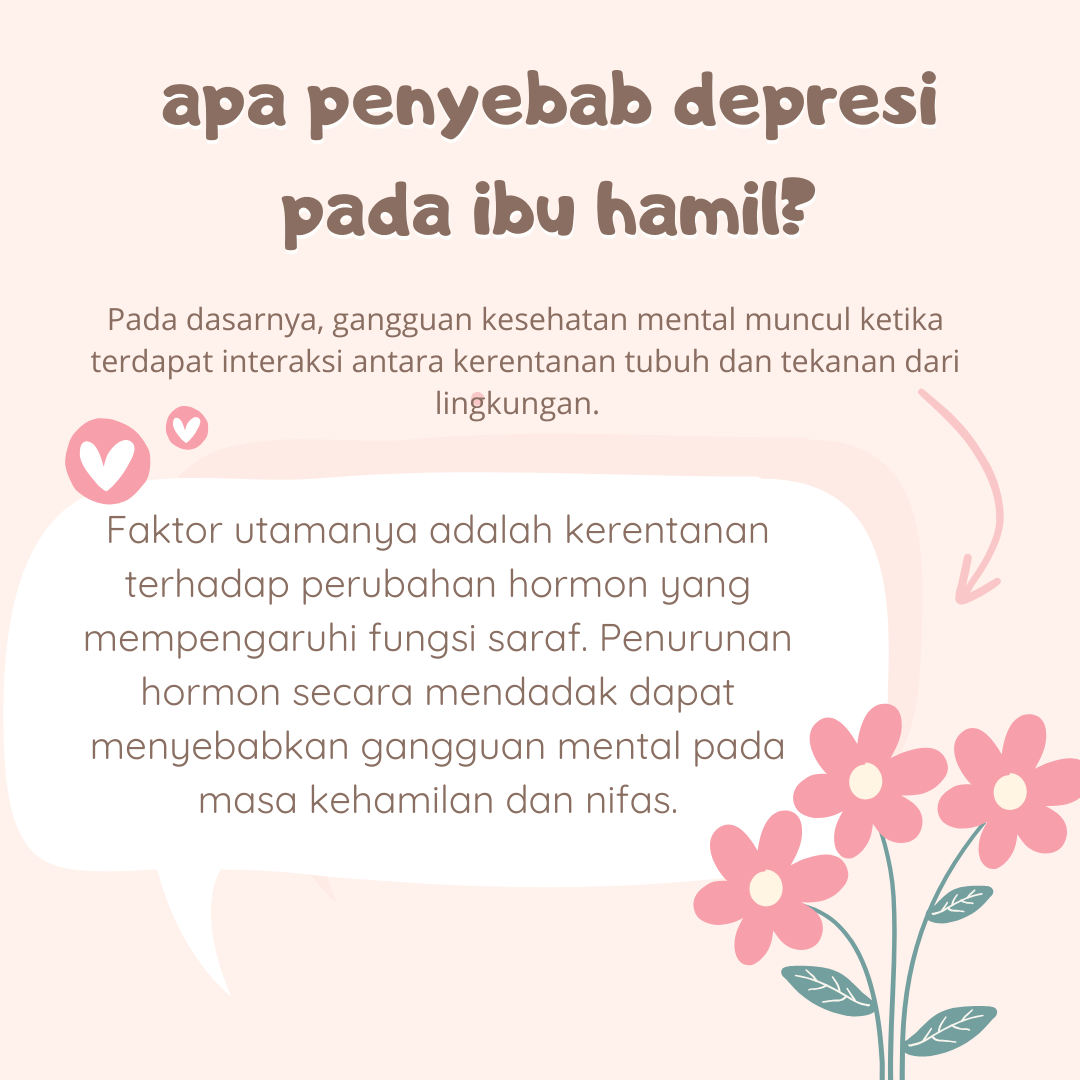 apa penyebab depresi
pada ibu hamil?
Pada dasarnya, gangguan kesehatan mental muncul ketika
terdapat interaksi antara kerentanan tubuh dan tekanan dari
lingkungan.
Faktor utamanya adalah kerentanan
terhadap perubahan hormon yang
mempengaruhi fungsi saraf. Penurunan
hormon secara mendadak dapat
menyebabkan gangguan mental pada
masa kehamilan dan nifas.